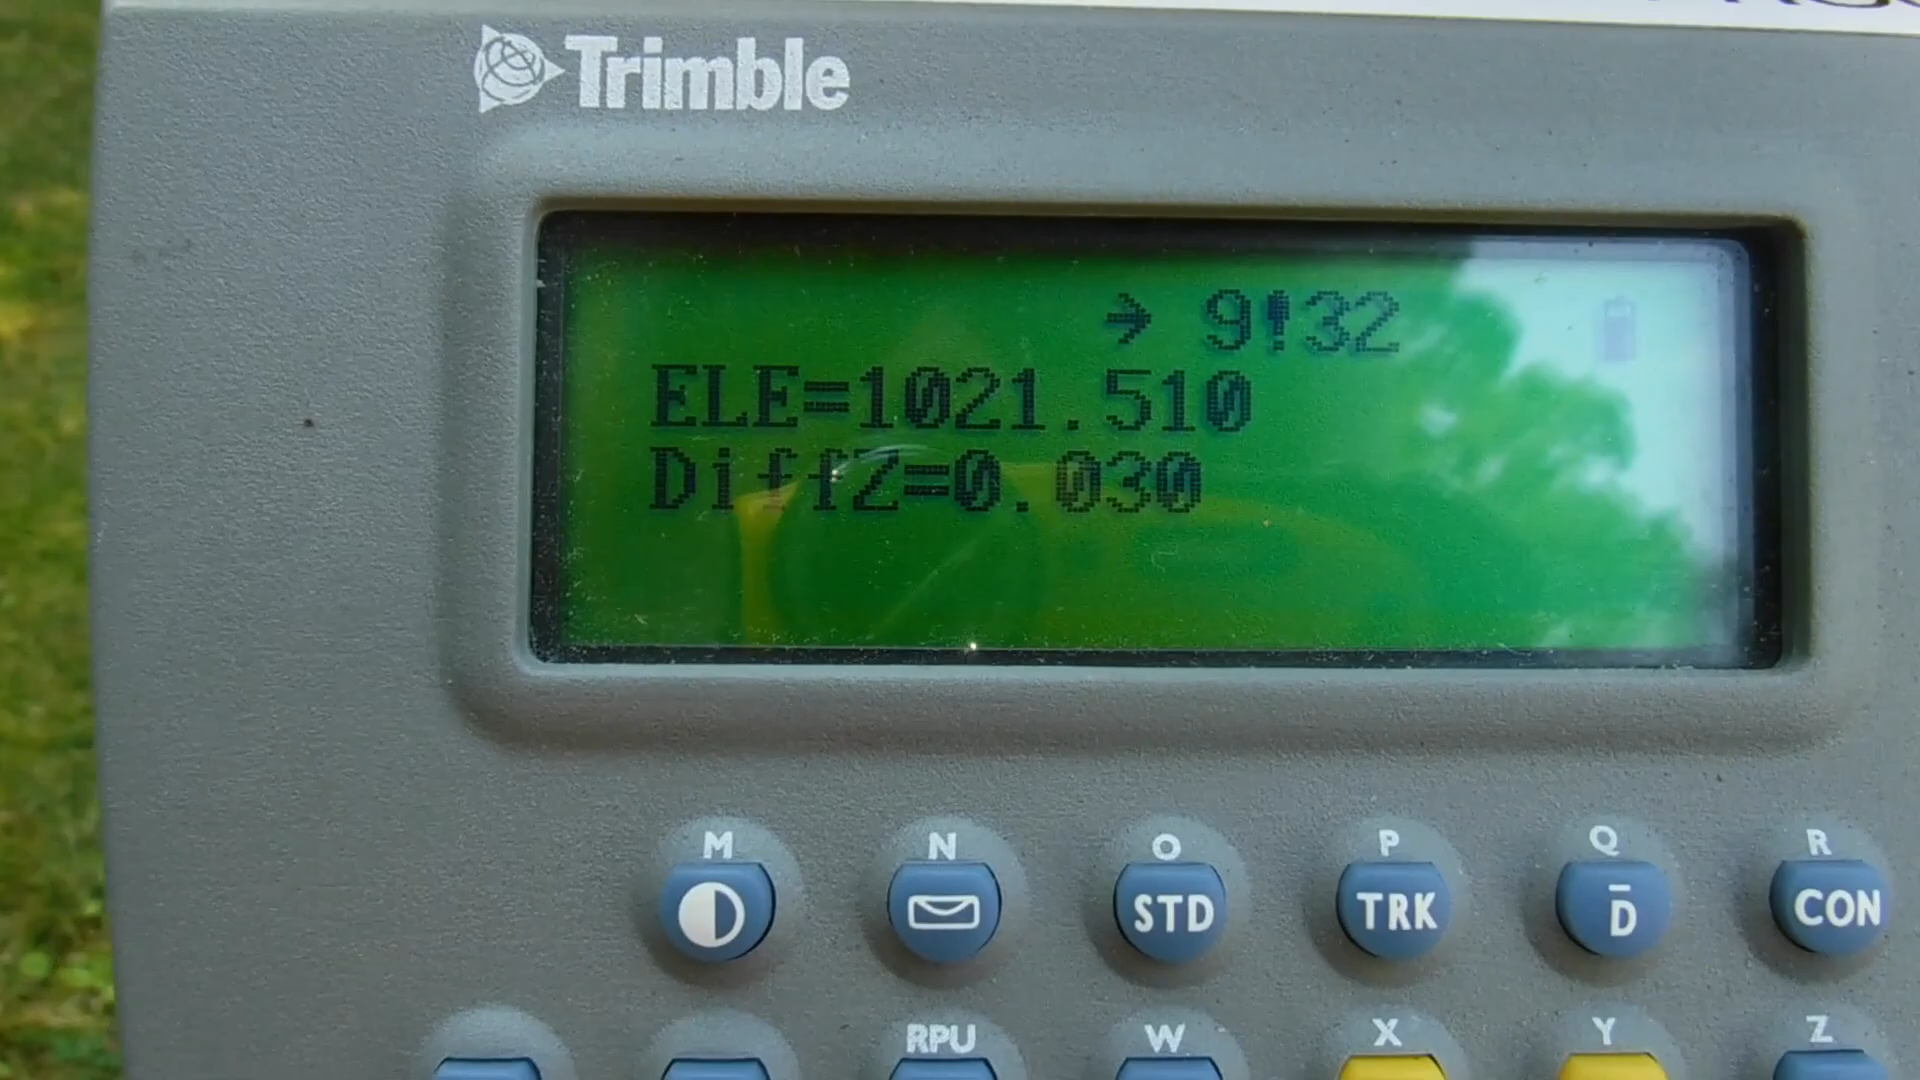 Trimble
→ 9:32
ELE=1021.510
DiffZ=0.030
M N O P Q R
STD TRK D CON
RPU W X Y Z